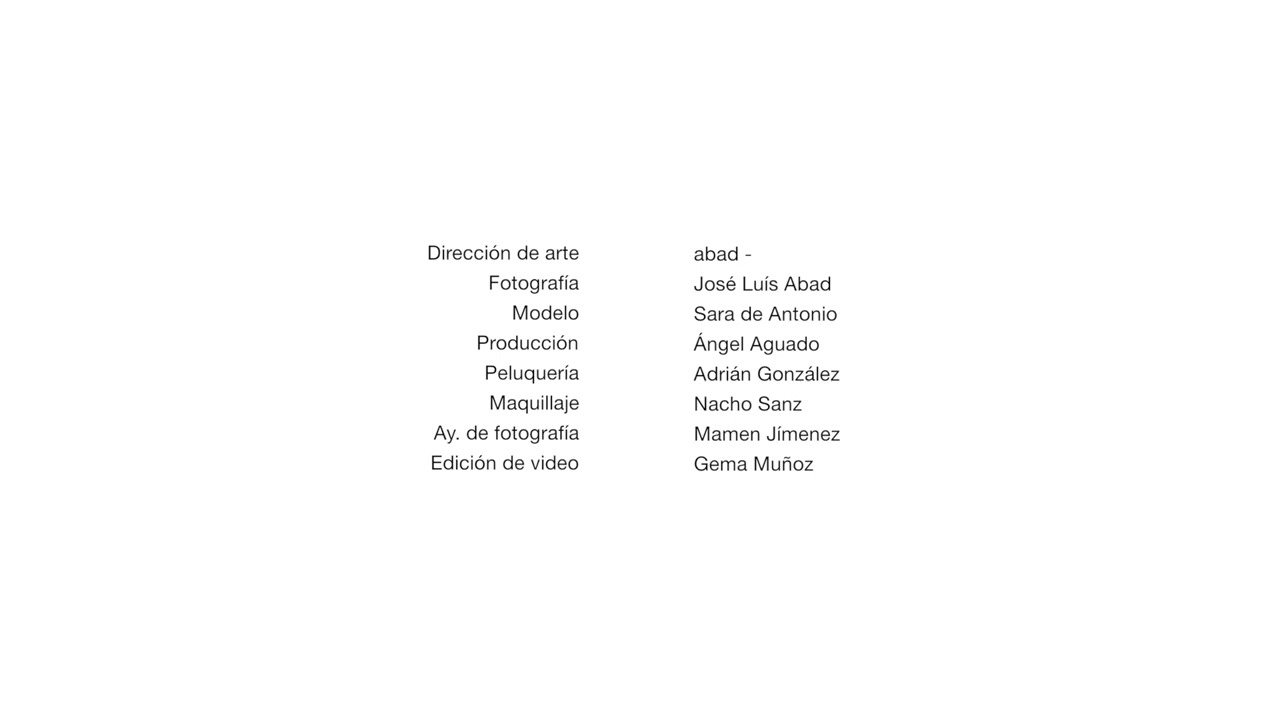 Dirección de arte abad -
Fotografía José Luís Abad
Modelo Sara de Antonio
Producción Ángel Aguado
Peluquería Adrián González
Maquillaje Nacho Sanz
Ay. de fotografía Mamen Jímenez
Edición de video Gema Muñoz